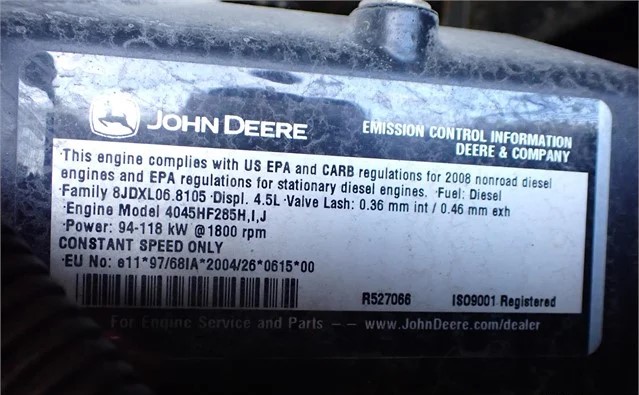 JOHN DEERE
EMISSION CONTROL INFORMATION
DEERE & COMPANY
This engine complies with US EPA and CARB regulations for 2008 nonroad diesel
engines and EPA regulations for stationary diesel engines. Fuel: Diesel
·Family 8JDXL06.8105 ·Displ. 4.5L ·Valve Lash: 0.36 mm int / 0.46 mm exh
·Engine Model 4045HF285H,I,J
·Power: 94-118 kW @1800 rpm
CONSTANT SPEED ONLY
·EU No: e11*97/68IA*2004/26*0615*00
R527066 ISO9001 Registered
For Engine Service and Parts -- www.JohnDeere.com/dealer